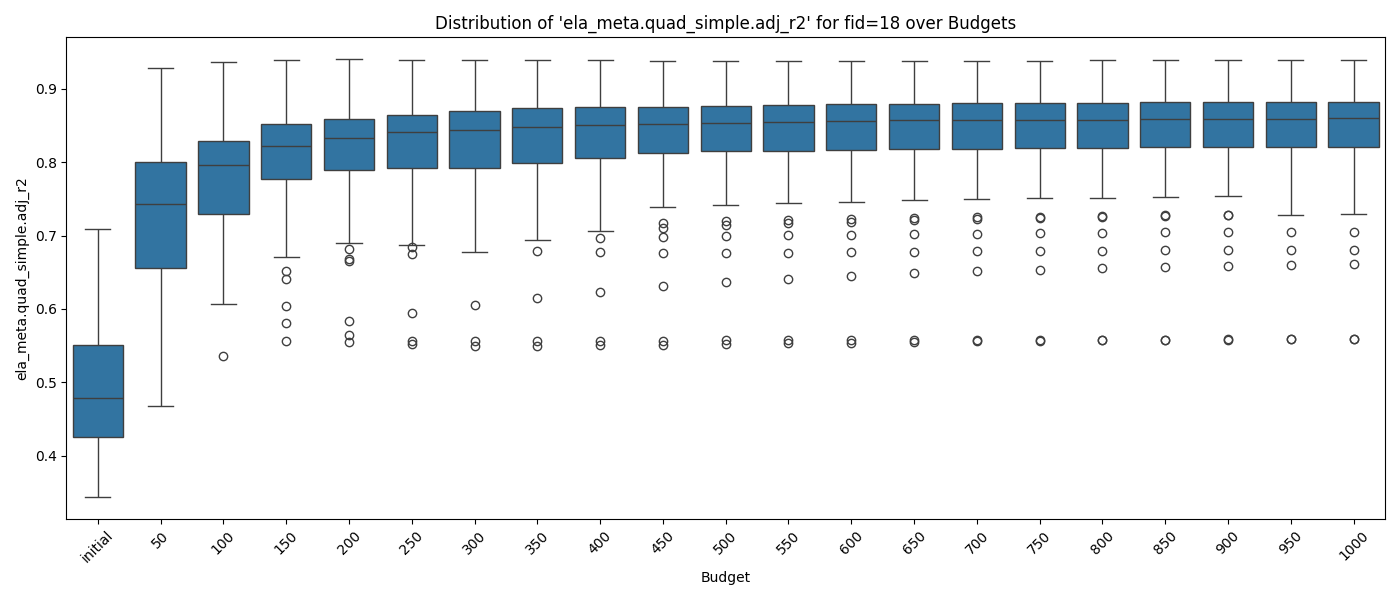 Distribution of 'ela_meta.quad_simple.adj_r2' for fid=18 over Budgets
ela_meta.quad_simple.adj_r2
0.9
0.8
0.7
0.6
0.5
0.4
initial 50 100 150 200 250 300 350 400 450 500 550 600 650 700 750 800 850 900 950 1000
Budget